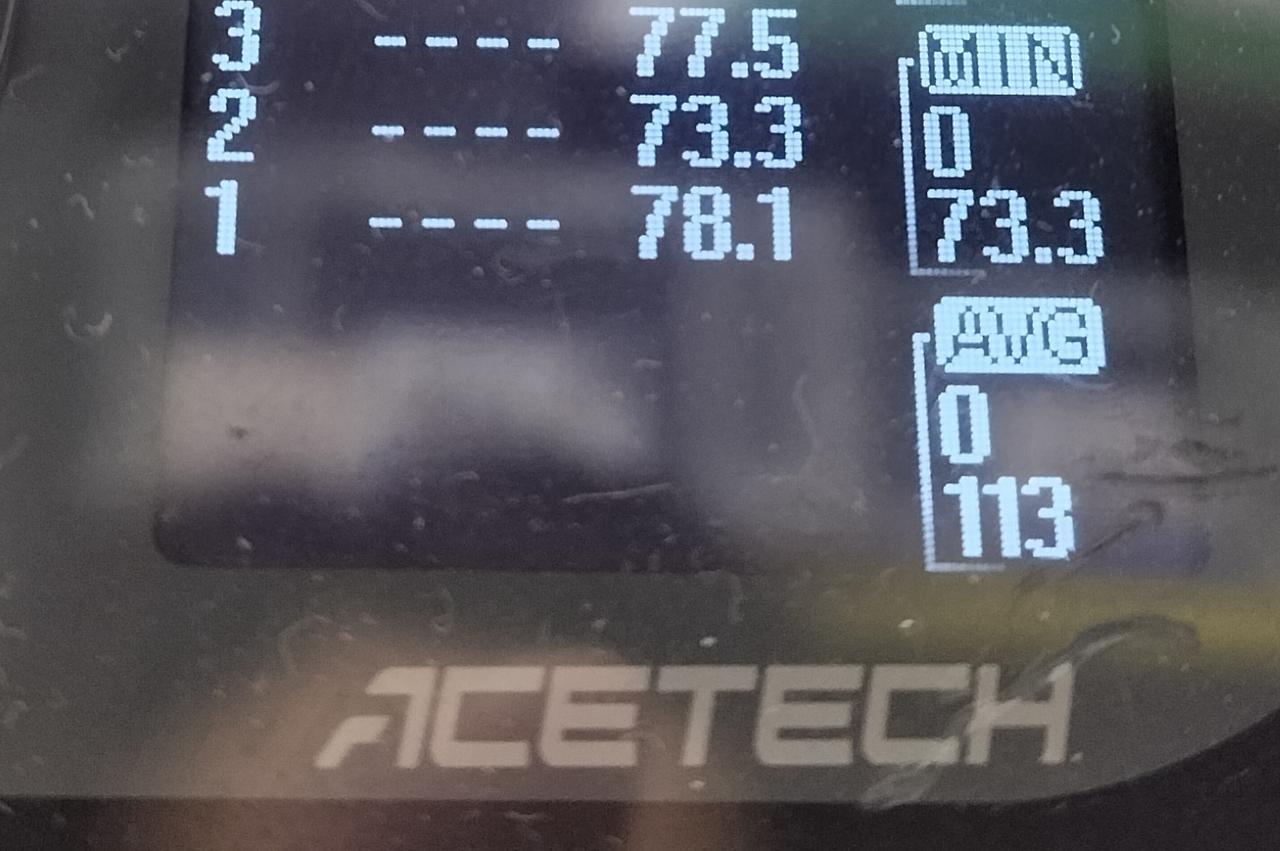 3 ---- 77.5
2 ---- 73.3
1 ---- 78.1
MIN
0
73.3
AVG
0
113
ACETECH